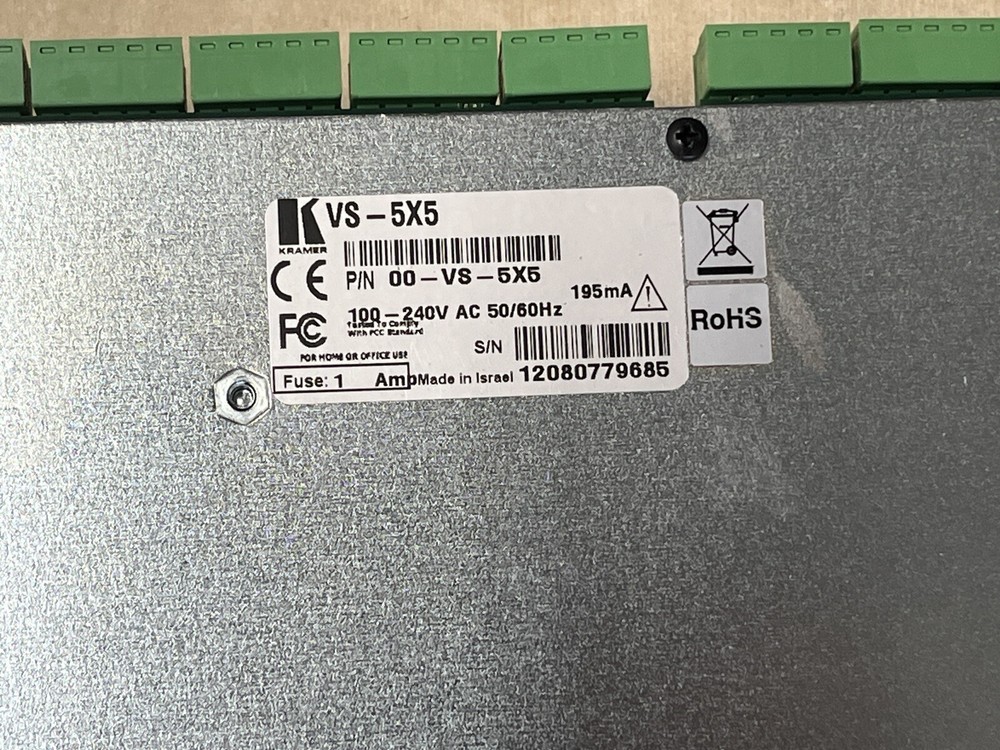 VS-5X5
KRAMER
P/N 00-VS-5X5
195mA
100-240V AC 50/60Hz
Tested To Comply
With FCC Standard
FOR HOME OR OFFICE USE
S/N
Fuse: 1 Amp
Made in Israel 12080779685
RoHS